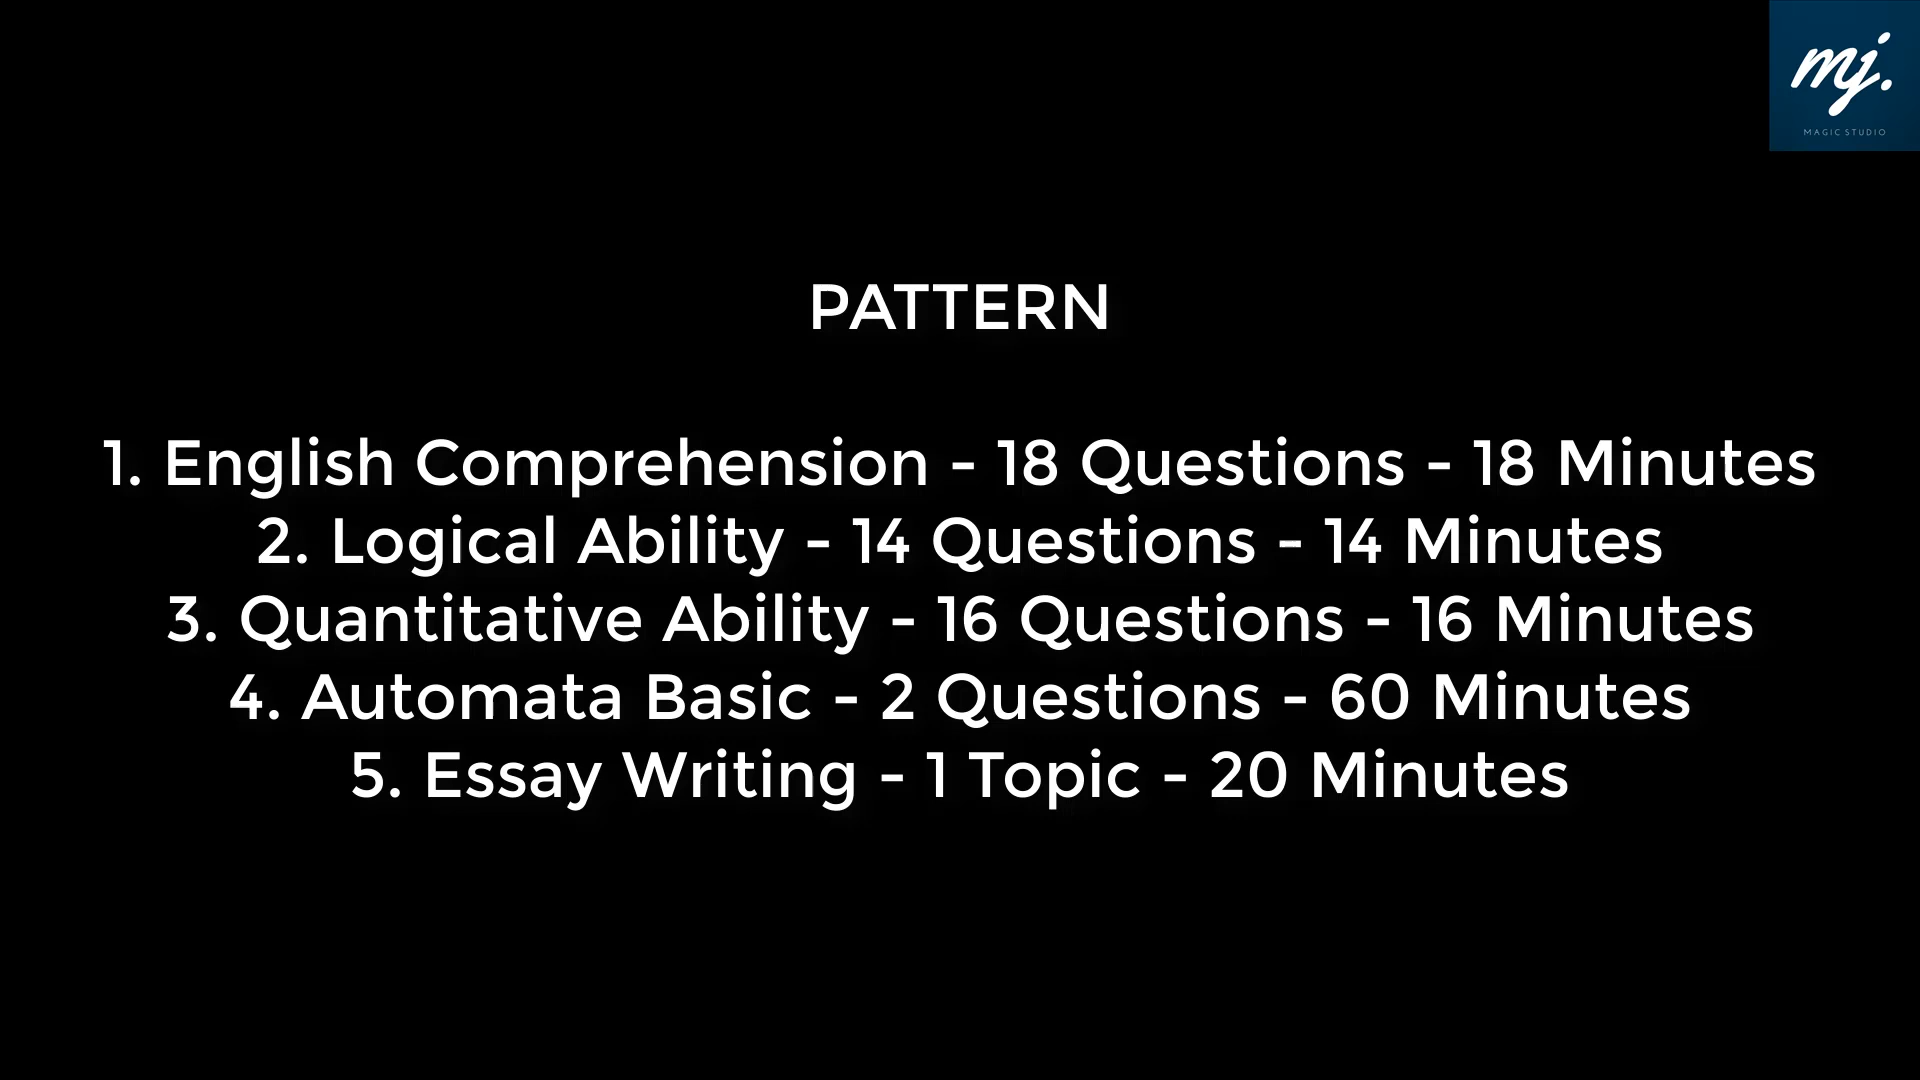 mj.
MAGIC STUDIO
PATTERN
1. English Comprehension - 18 Questions - 18 Minutes
2. Logical Ability - 14 Questions - 14 Minutes
3. Quantitative Ability - 16 Questions - 16 Minutes
4. Automata Basic - 2 Questions - 60 Minutes
5. Essay Writing - 1 Topic - 20 Minutes